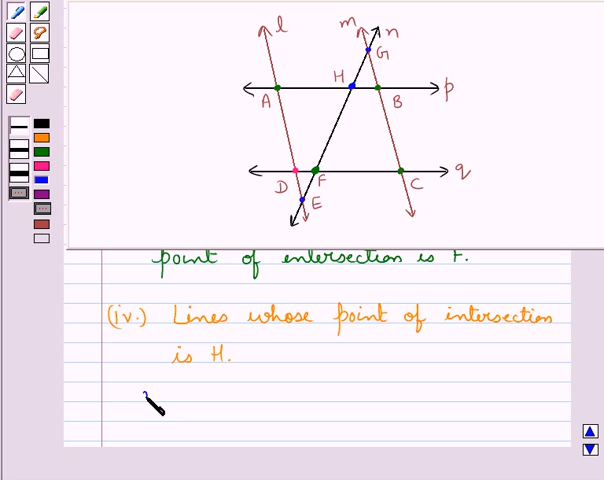 l
m
n
G
H
A
B
p
D
F
C
q
E
point of intersection is F.
(iv.) Lines whose point of intersection
is H.